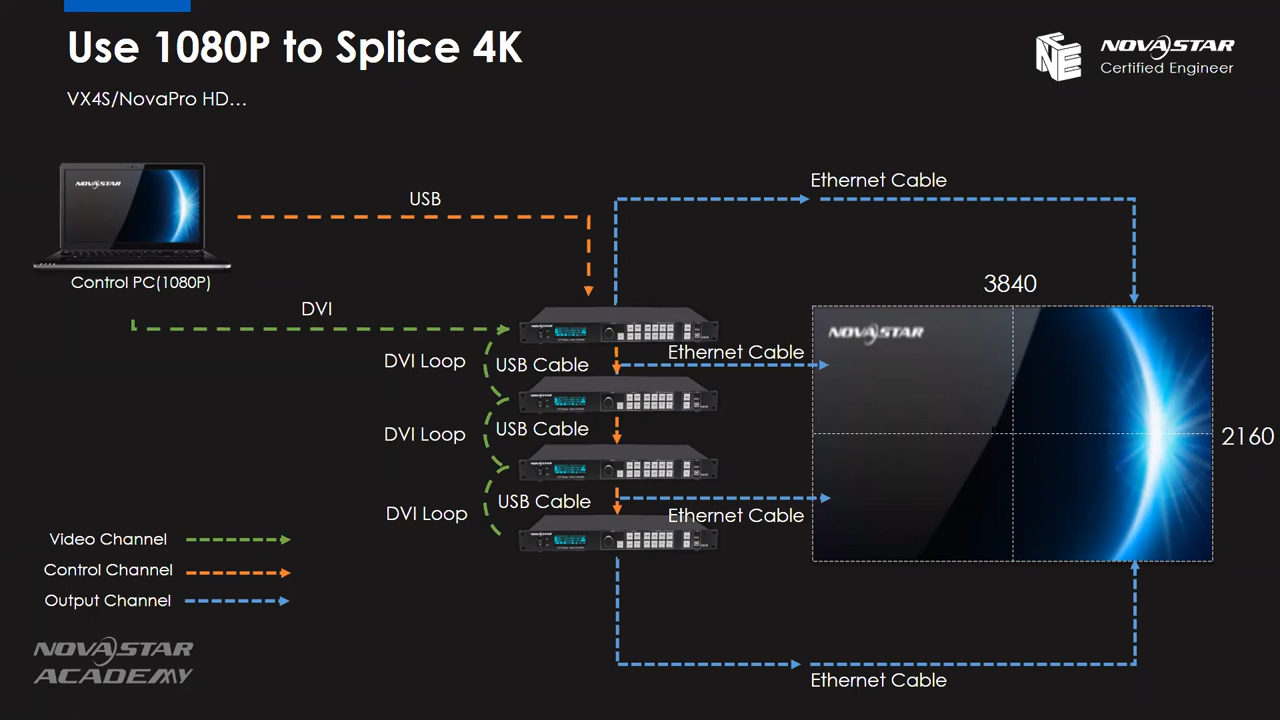 Use 1080P to Splice 4K
NOVASTAR
Certified Engineer
VX4S/NovaPro HD...
NOVASTAR
Control PC(1080P)
USB
Ethernet Cable
3840
DVI
DVI Loop
USB Cable
Ethernet Cable
NOVASTAR
DVI Loop
USB Cable
2160
DVI Loop
USB Cable
Ethernet Cable
Video Channel
Control Channel
Output Channel
NOVASTAR
ACADEMY
Ethernet Cable